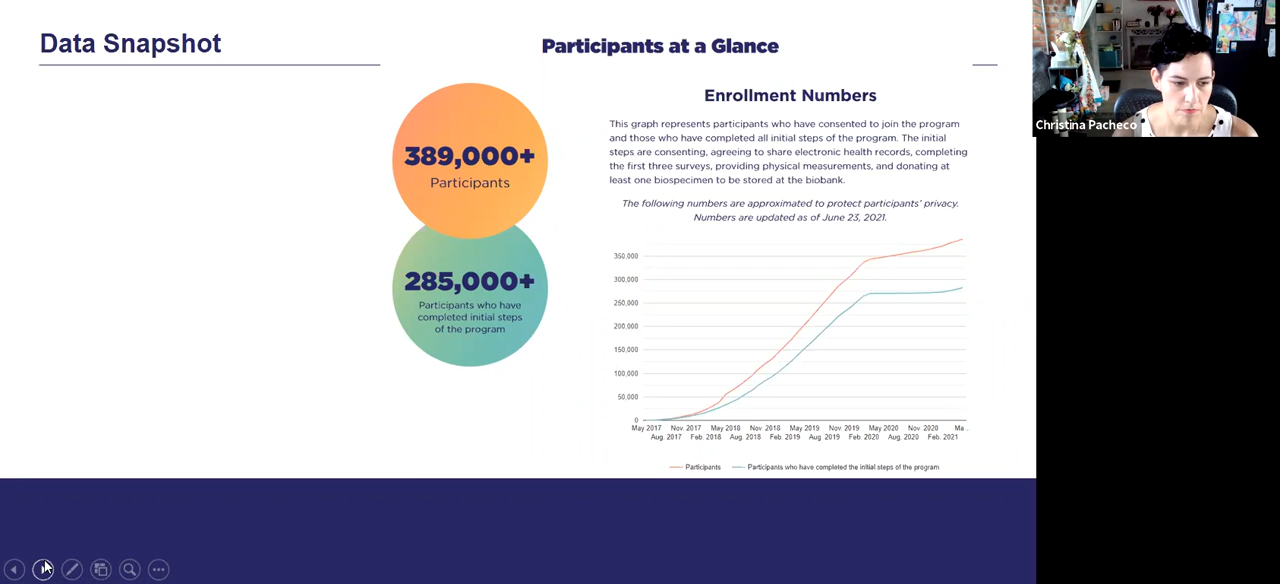 Data Snapshot
Participants at a Glance
389,000+
Participants
285,000+
Participants who have
completed initial steps
of the program
Enrollment Numbers
This graph represents participants who have consented to join the program
and those who have completed all initial steps of the program. The initial
steps are consenting, agreeing to share electronic health records, completing
the first three surveys, providing physical measurements, and donating at
least one biospecimen to be stored at the biobank.
The following numbers are approximated to protect participants' privacy.
Numbers are updated as of June 23, 2021.
350,000
300,000
250,000
200,000
150,000
100,000
50,000
0
May 2017 Nov. 2017 May 2018 Nov. 2018 May 2019 Nov. 2019 May 2020 Nov. 2020 Ma...
Aug. 2017 Feb. 2018 Aug. 2018 Feb. 2019 Aug. 2019 Feb. 2020 Aug. 2020 Feb. 2021
Participants Participants who have completed the initial steps of the program
Christina Pacheco